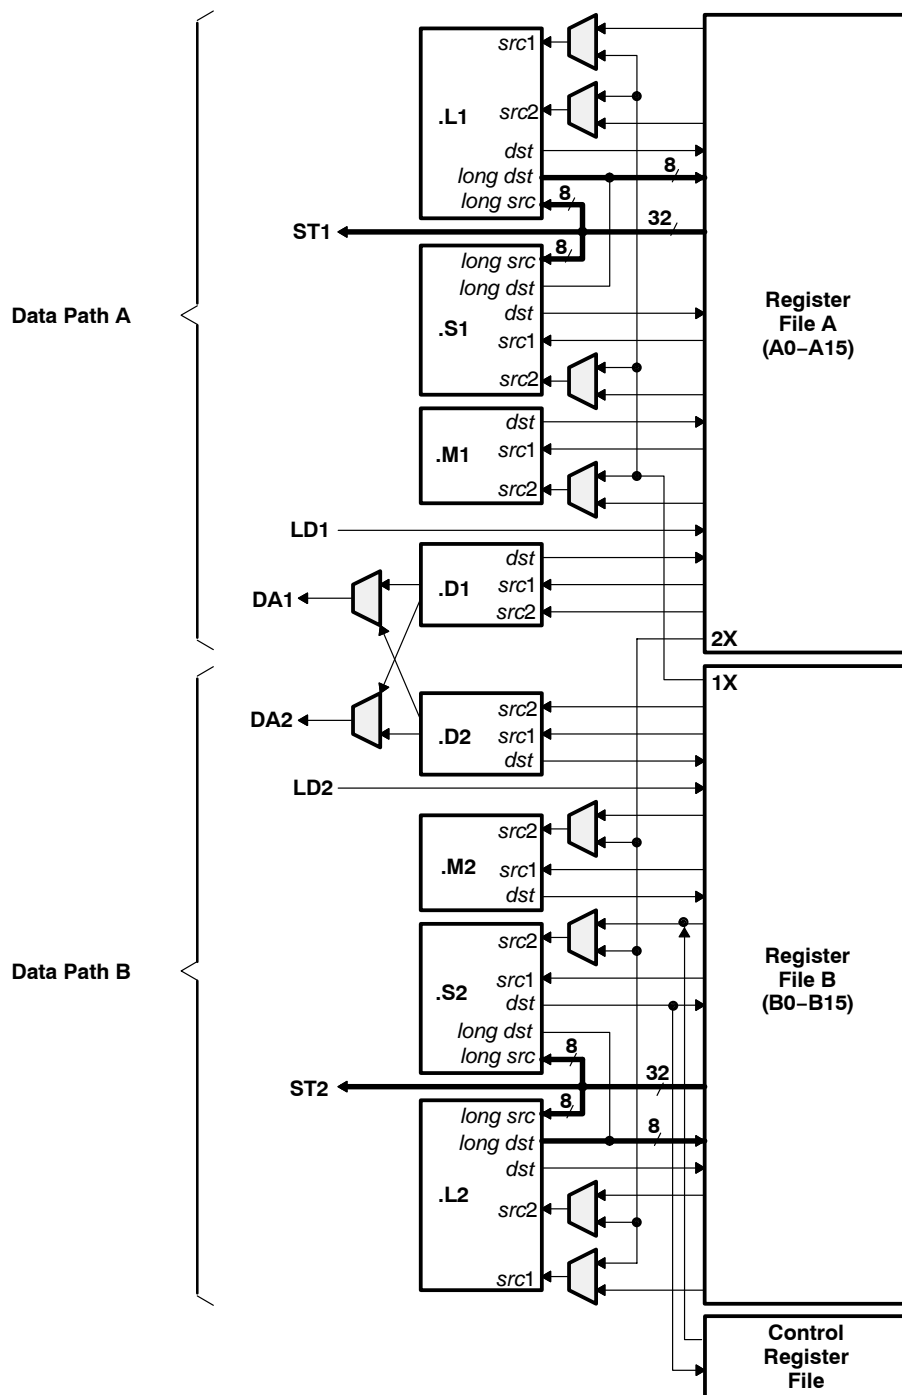 src1
.L1
src2
dst
long dst
8
8
long src
ST1
32
8
long src
long dst
dst
.S1
src1
src2
Data Path A
Register
File A
(A0−A15)
dst
.M1
src1
src2
LD1
dst
.D1
src1
src2
DA1
2X
1X
DA2
src2
.D2
src1
dst
LD2
src2
.M2
src1
dst
src2
.S2
src1
dst
long dst
8
long src
Data Path B
Register
File B
(B0−B15)
ST2
32
8
long src
8
long dst
dst
.L2
src2
src1
Control
Register
File